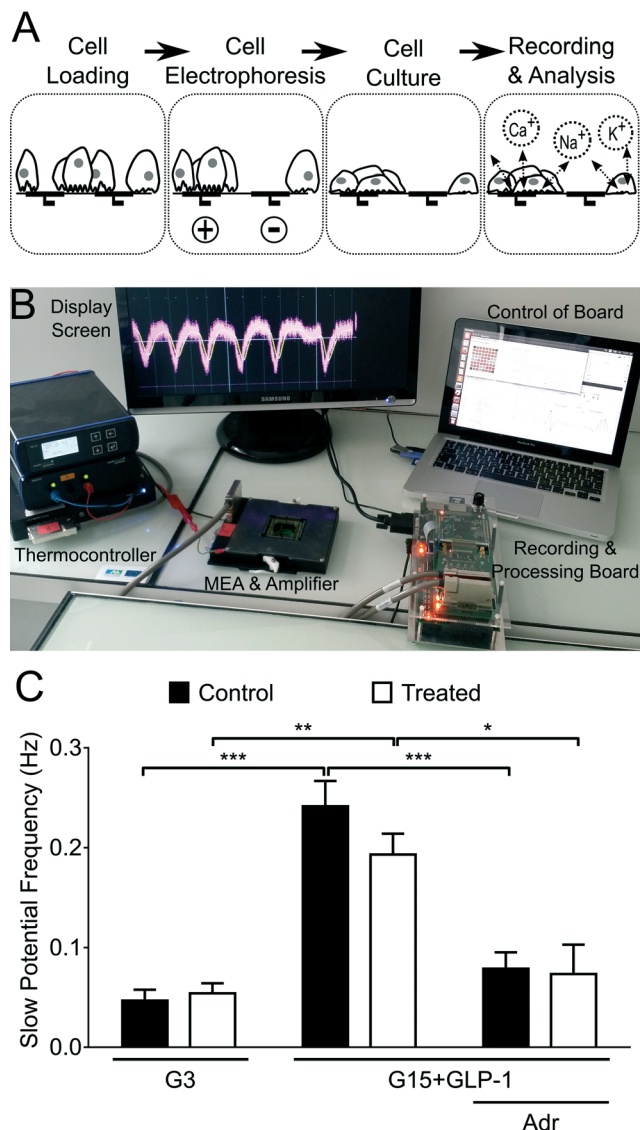 A
Cell Loading → Cell Electrophoresis → Cell Culture → Recording & Analysis
Ca+ Na+ K+
+ -
B
Display Screen
Control of Board
SAMSUNG
Thermocontroller
MEA & Amplifier
Recording & Processing Board
C
Control Treated
** *
*** ***
Slow Potential Frequency (Hz)
0.3
0.2
0.1
0.0
G3 G15+GLP-1
Adr